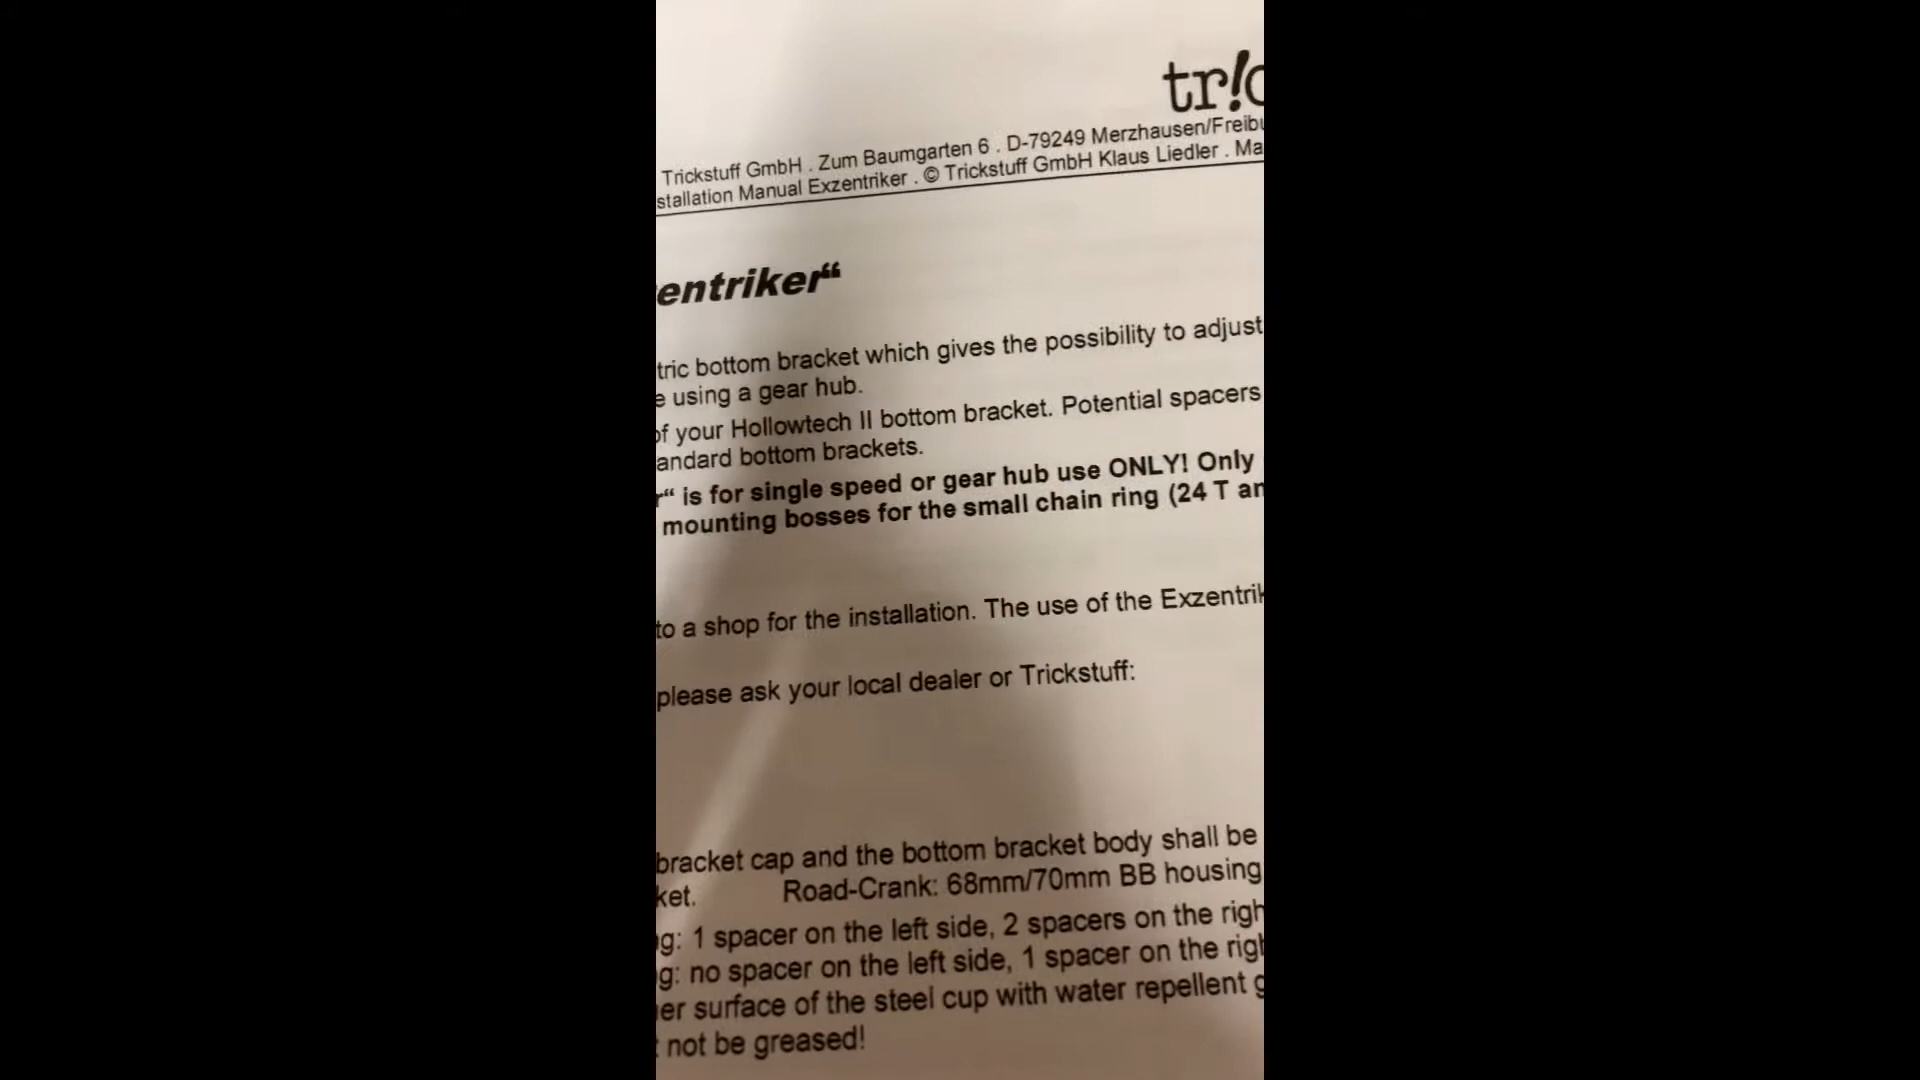 tr!c
Trickstuff GmbH . Zum Baumgarten 6 . D-79249 Merzhausen/Freibu
stallation Manual Exzentriker . © Trickstuff GmbH Klaus Liedler . Ma
entriker“
tric bottom bracket which gives the possibility to adjust
e using a gear hub.
of your Hollowtech II bottom bracket. Potential spacers
andard bottom brackets.
r“ is for single speed or gear hub use ONLY! Only
mounting bosses for the small chain ring (24 T an
to a shop for the installation. The use of the Exzentrik
please ask your local dealer or Trickstuff:
bracket cap and the bottom bracket body shall be
ket. Road-Crank: 68mm/70mm BB housing
g: 1 spacer on the left side, 2 spacers on the righ
g: no spacer on the left side, 1 spacer on the righ
er surface of the steel cup with water repellent g
not be greased!